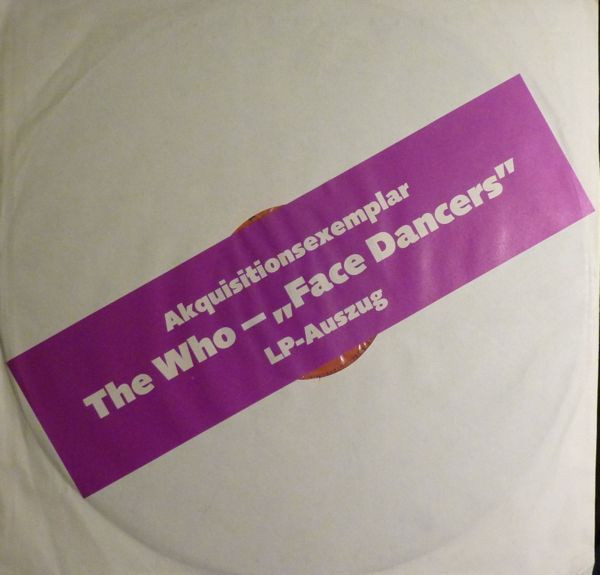 Akquisitionsexemplar
The Who – „Face Dancers”
LP-Auszug